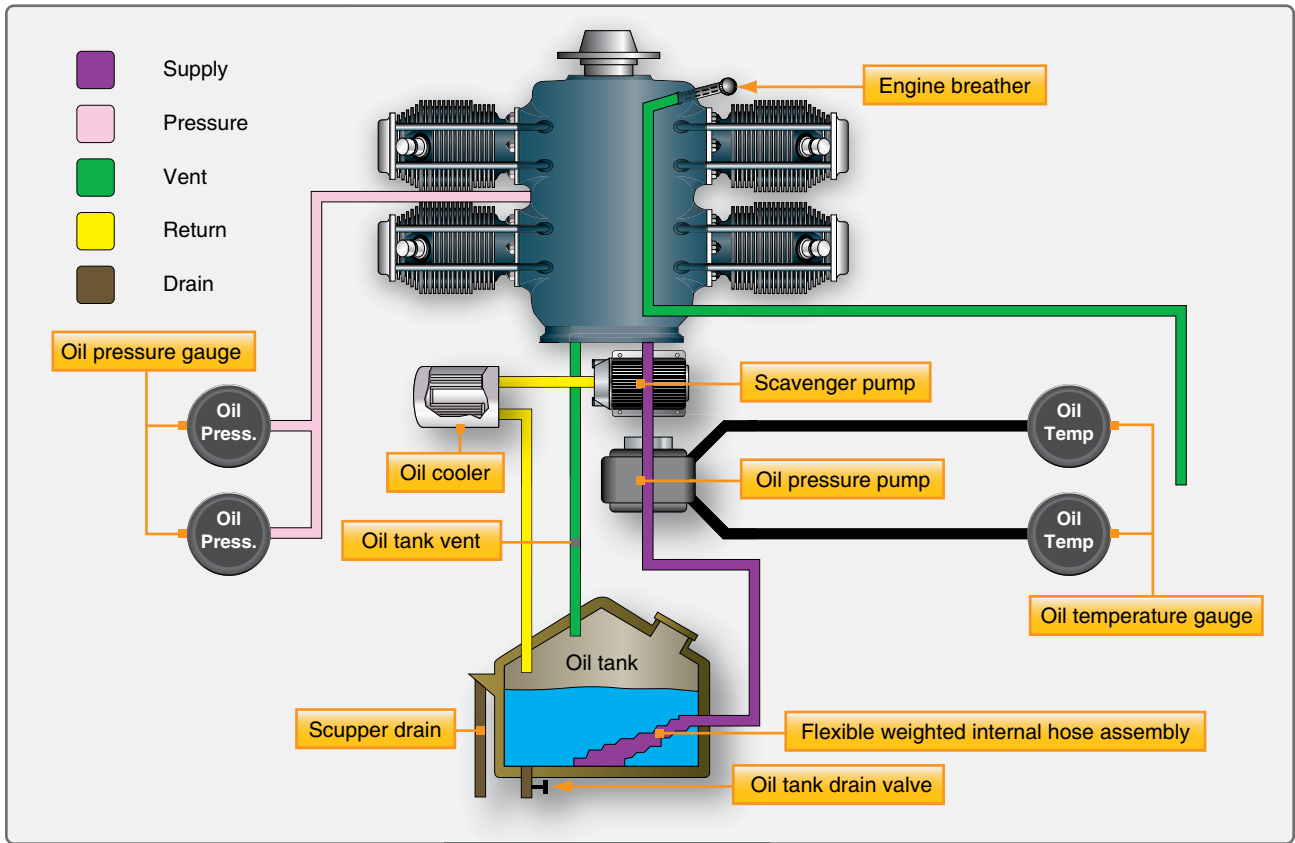 Supply
Pressure
Vent
Return
Drain
Engine breather
Oil pressure gauge
Oil
Press.
Oil
Press.
Oil cooler
Scavenger pump
Oil pressure pump
Oil
Temp
Oil
Temp
Oil tank vent
Oil temperature gauge
Oil tank
Scupper drain
Flexible weighted internal hose assembly
Oil tank drain valve